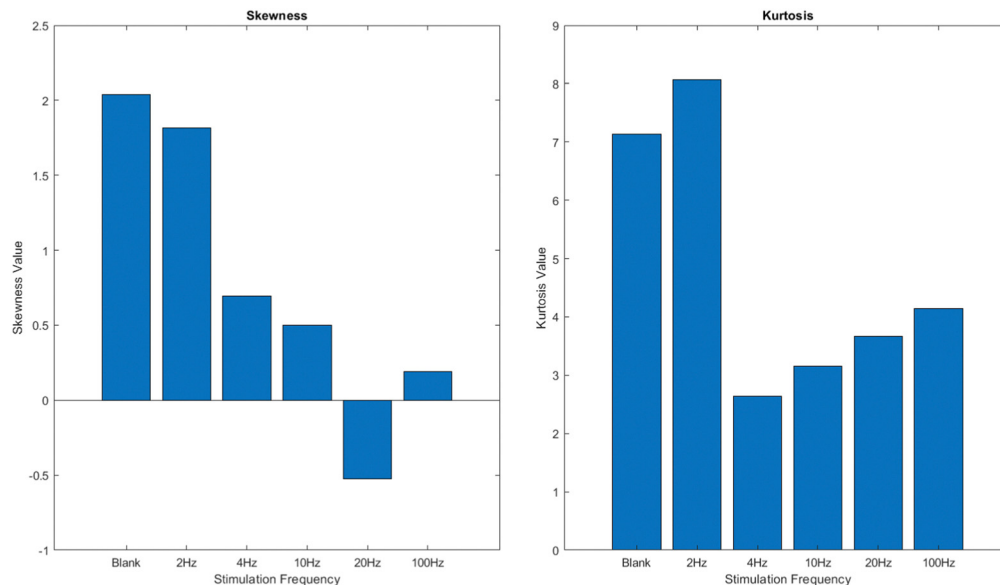 Skewness
2.5
2
1.5
1
0.5
0
-0.5
-1
Skewness Value
Blank 2Hz 4Hz 10Hz 20Hz 100Hz
Stimulation Frequency
Kurtosis
9
8
7
6
5
4
3
2
1
0
Kurtosis Value
Blank 2Hz 4Hz 10Hz 20Hz 100Hz
Stimulation Frequency